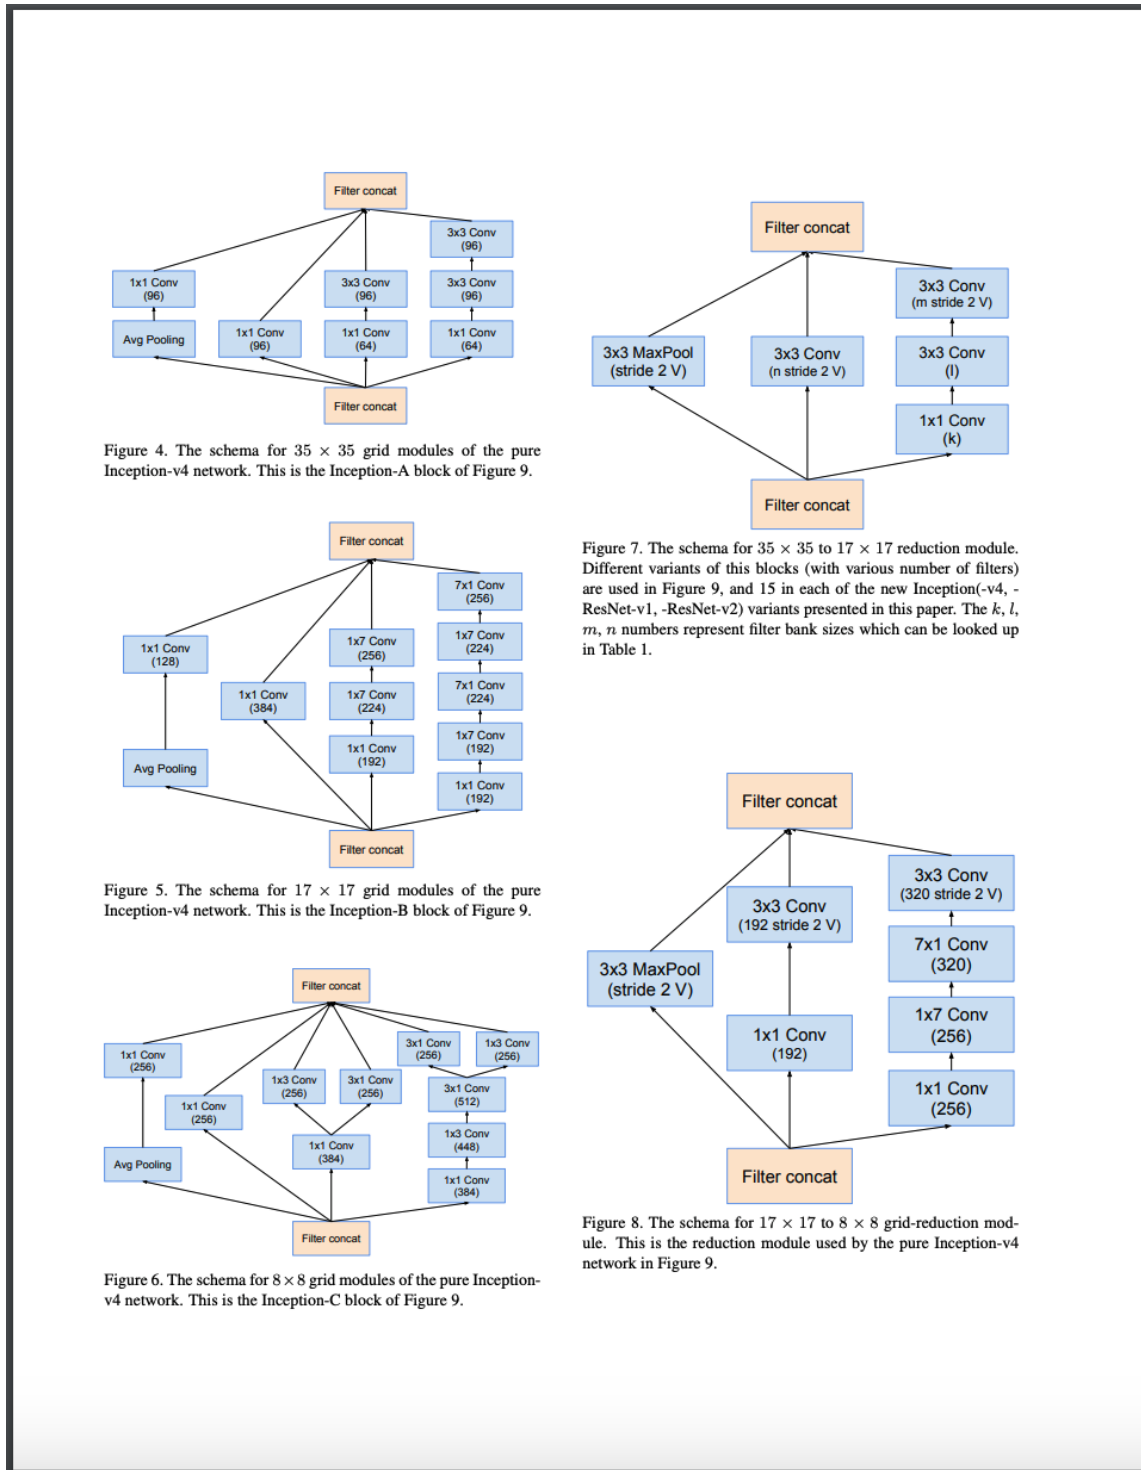 Filter concat
3x3 Conv
(96)
1x1 Conv
(96)
3x3 Conv
(96)
3x3 Conv
(96)
Avg Pooling
1x1 Conv
(96)
1x1 Conv
(64)
1x1 Conv
(64)
Filter concat
Figure 4. The schema for 35 × 35 grid modules of the pure
Inception-v4 network. This is the Inception-A block of Figure 9.
Filter concat
7x1 Conv
(256)
1x1 Conv
(128)
1x7 Conv
(256)
1x7 Conv
(224)
1x1 Conv
(384)
1x7 Conv
(224)
7x1 Conv
(224)
1x1 Conv
(192)
1x7 Conv
(192)
Avg Pooling
1x1 Conv
(192)
Filter concat
Figure 5. The schema for 17 × 17 grid modules of the pure
Inception-v4 network. This is the Inception-B block of Figure 9.
Filter concat
1x1 Conv
(256)
3x1 Conv
(256)
1x3 Conv
(256)
1x3 Conv
(256)
3x1 Conv
(256)
3x1 Conv
(512)
1x1 Conv
(256)
1x1 Conv
(384)
1x3 Conv
(448)
Avg Pooling
1x1 Conv
(384)
Filter concat
Figure 6. The schema for 8×8 grid modules of the pure Inception-
v4 network. This is the Inception-C block of Figure 9.
Filter concat
3x3 Conv
(m stride 2 V)
3x3 MaxPool
(stride 2 V)
3x3 Conv
(n stride 2 V)
3x3 Conv
(l)
1x1 Conv
(k)
Filter concat
Figure 7. The schema for 35 × 35 to 17 × 17 reduction module.
Different variants of this blocks (with various number of filters)
are used in Figure 9, and 15 in each of the new Inception(-v4, -
ResNet-v1, -ResNet-v2) variants presented in this paper. The k, l,
m, n numbers represent filter bank sizes which can be looked up
in Table 1.
Filter concat
3x3 Conv
(320 stride 2 V)
3x3 Conv
(192 stride 2 V)
7x1 Conv
(320)
3x3 MaxPool
(stride 2 V)
1x7 Conv
(256)
1x1 Conv
(192)
1x1 Conv
(256)
Filter concat
Figure 8. The schema for 17 × 17 to 8 × 8 grid-reduction mod-
ule. This is the reduction module used by the pure Inception-v4
network in Figure 9.